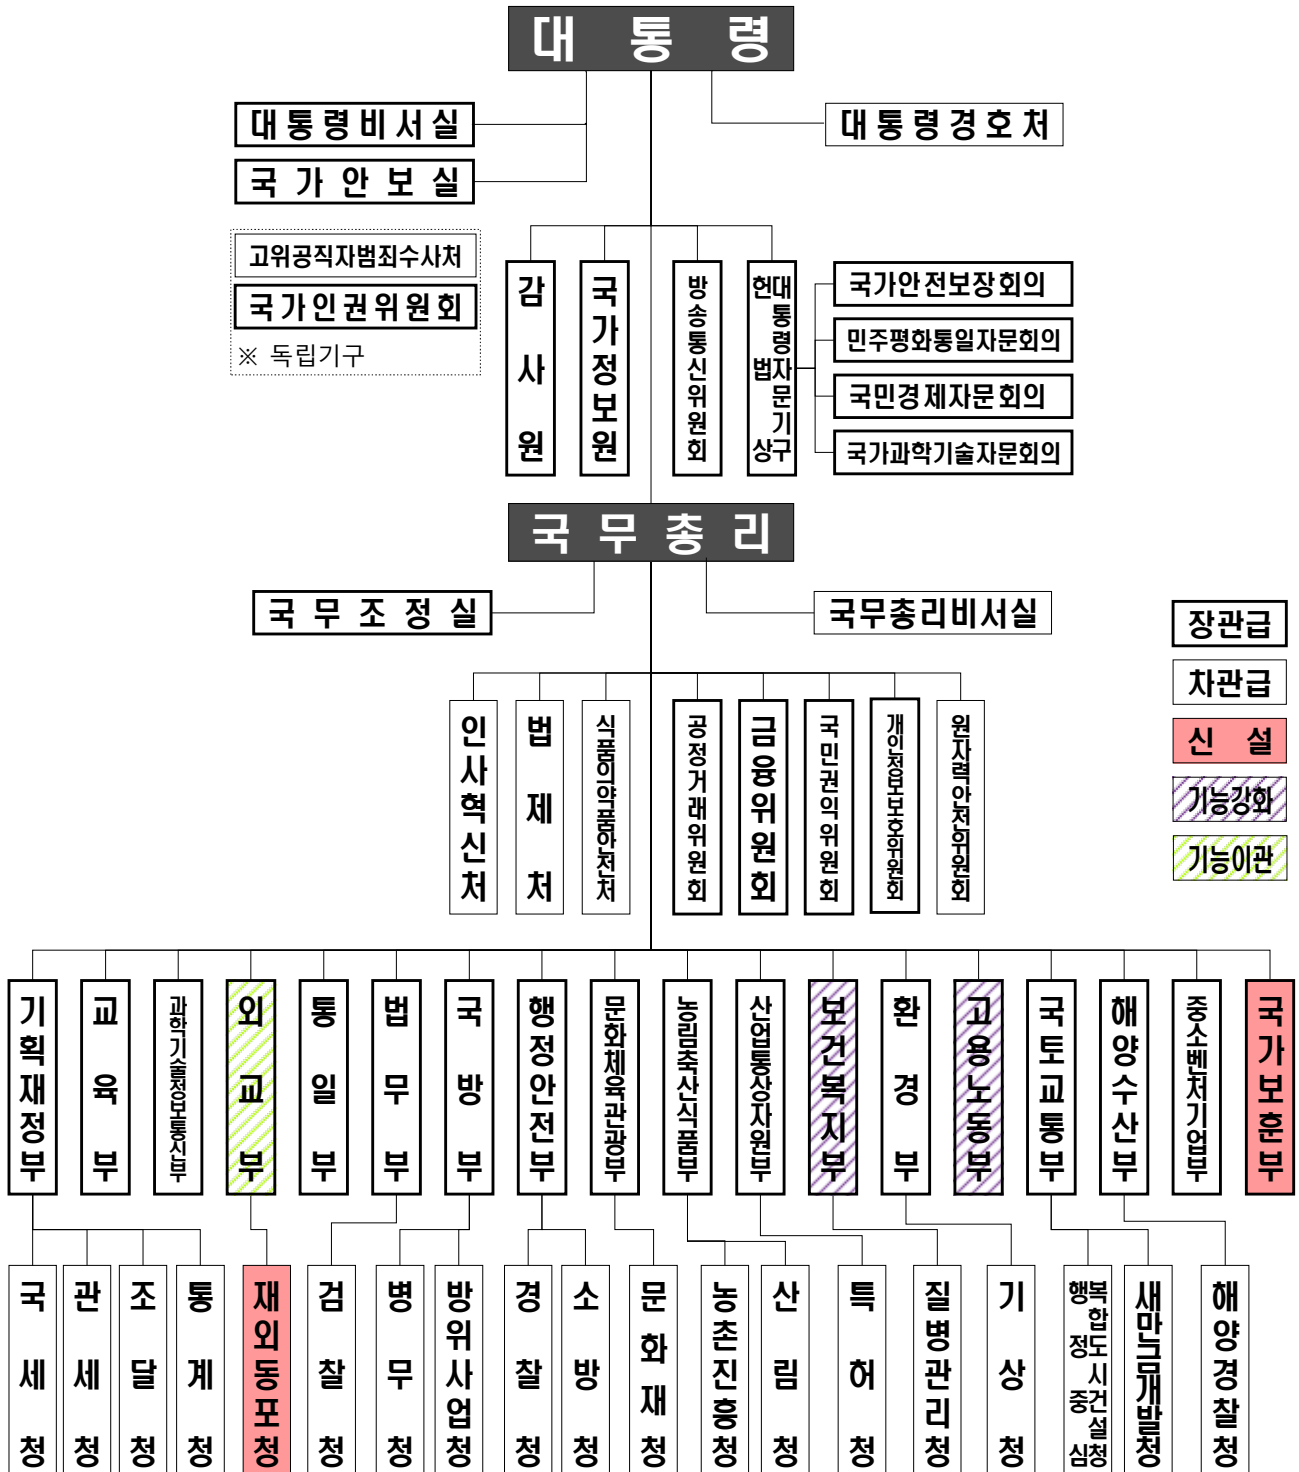 대통령
대통령비서실
대통령경호처
국가안보실
고위공직자범죄수사처
국가인권위원회
※ 독립기구
감사원
국가정보원
방송통신위원회
헌법상
대통령자문기구
국가안전보장회의
민주평화통일자문회의
국민경제자문회의
국가과학기술자문회의
국무총리
국무조정실
국무총리비서실
장관급
차관급
신설
기능강화
기능이관
인사혁신처
법제처
식품의약품안전처
공정거래위원회
금융위원회
국민권익위원회
개인정보보호위원회
원자력안전위원회
기획재정부
교육부
과학기술정보통신부
외교부
통일부
법무부
국방부
행정안전부
문화체육관광부
농림축산식품부
산업통상자원부
보건복지부
환경부
고용노동부
국토교통부
해양수산부
중소벤처기업부
국가보훈부
국세청
관세청
조달청
통계청
재외동포청
검찰청
병무청
방위사업청
경찰청
소방청
문화재청
농촌진흥청
산림청
특허청
질병관리청
기상청
행정중심
복합도시건설청
새만금개발청
해양경찰청